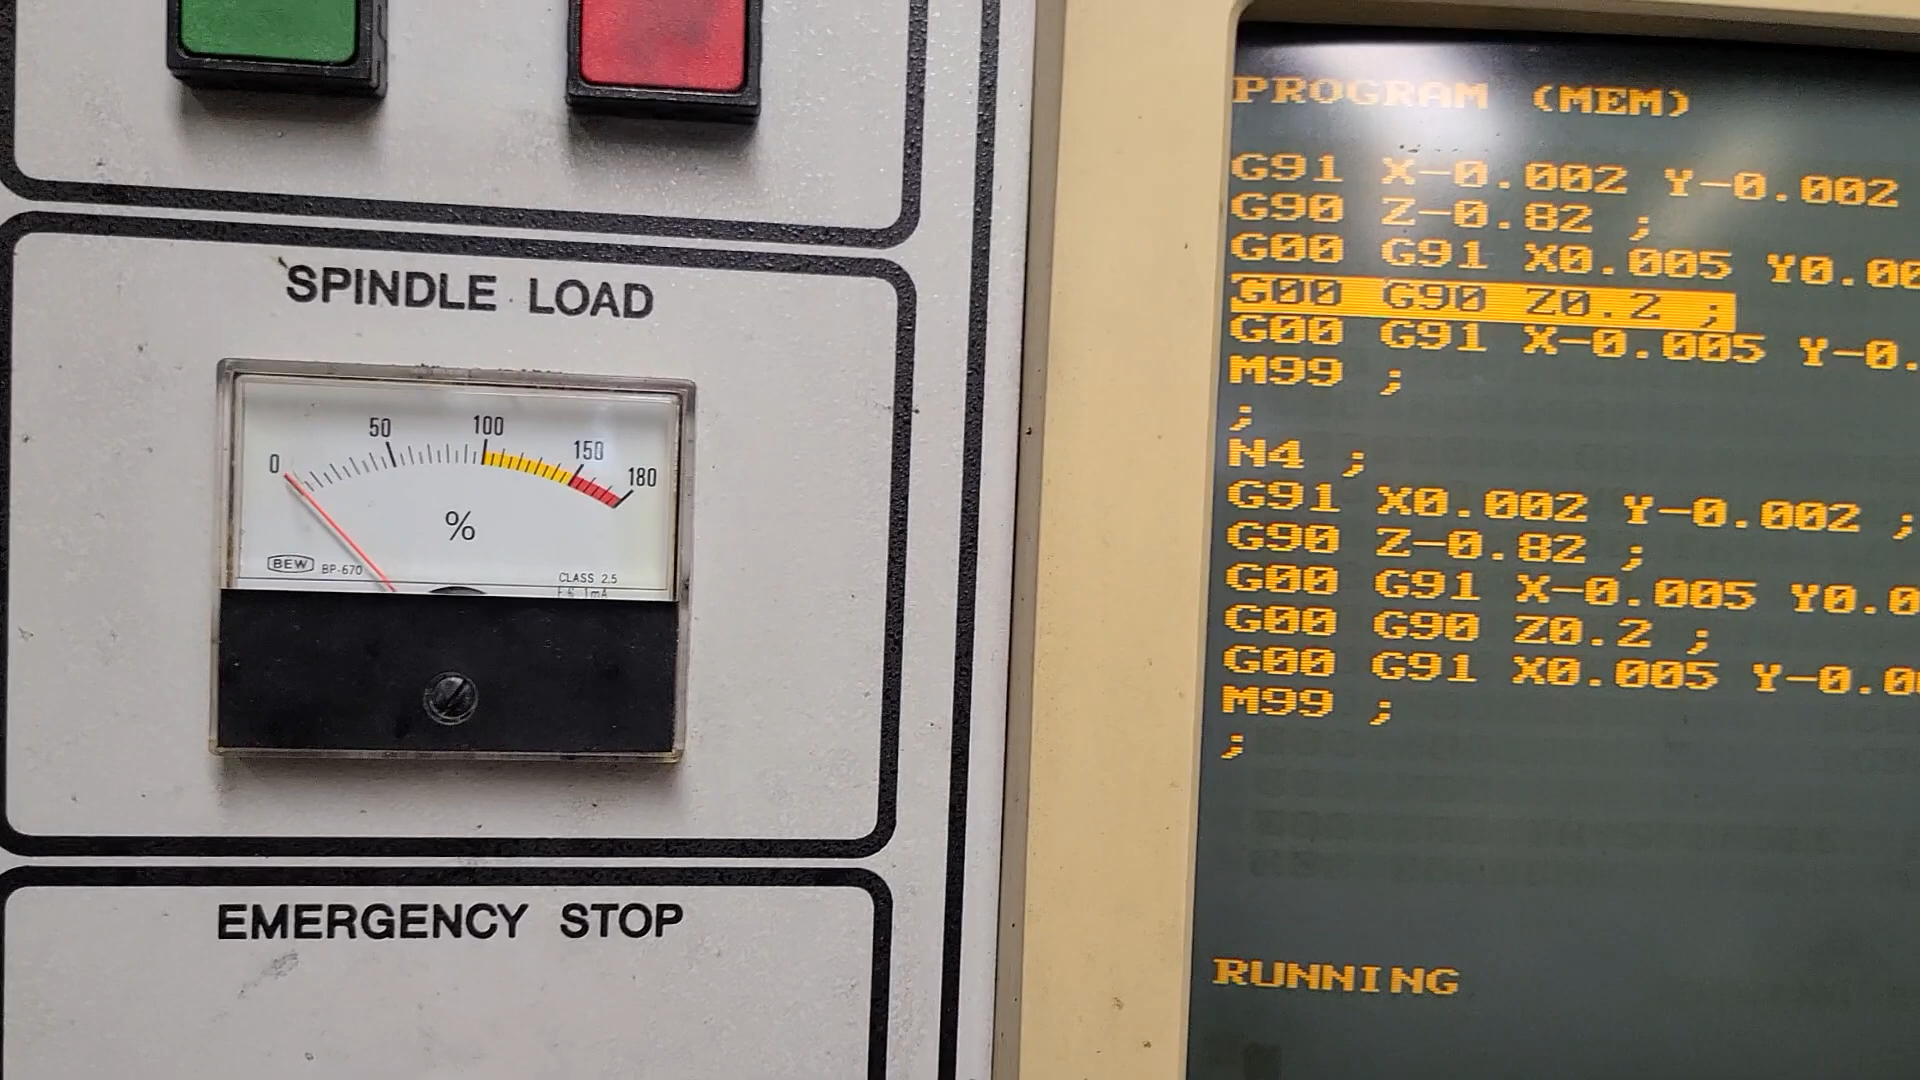 SPINDLE LOAD
0 50 100 150 180
%
BEW BP-670
CLASS 2.5
EMERGENCY STOP
PROGRAM (MEM)
G91 X-0.002 Y-0.002
G90 Z-0.82 ;
G00 G91 X0.005 Y0.00
G00 G90 Z0.2 ;
G00 G91 X-0.005 Y-0.
M99 ;
;
N4 ;
G91 X0.002 Y-0.002 ;
G90 Z-0.82 ;
G00 G91 X-0.005 Y0.0
G00 G90 Z0.2 ;
G00 G91 X0.005 Y-0.00
M99 ;
;
RUNNING